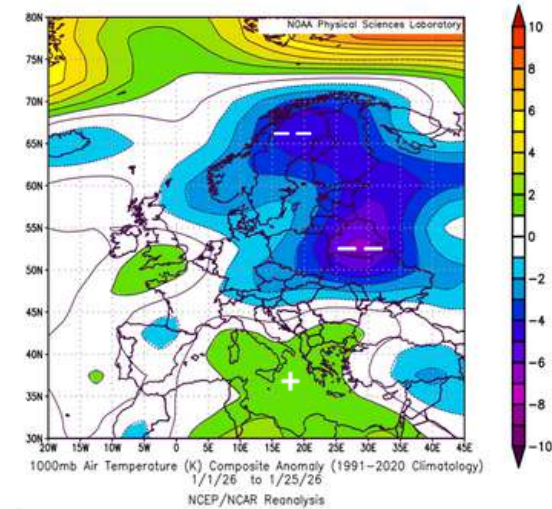 NOAA Physical Sciences Laboratory
80N
70N
65N
60N
55N
50N
45N
40N
35N
30N
20W 15W 10W 5W 0 5E 10E 15E 20E 25E 30E 35E 40E 45E
10
8
6
4
2
0
-2
-4
-6
-8
-10
1000mb Air Temperature (K) Composite Anomaly (1991-2020 Climatology)
1/1/26 to 1/25/26
NCEP/NCAR Reanalysis